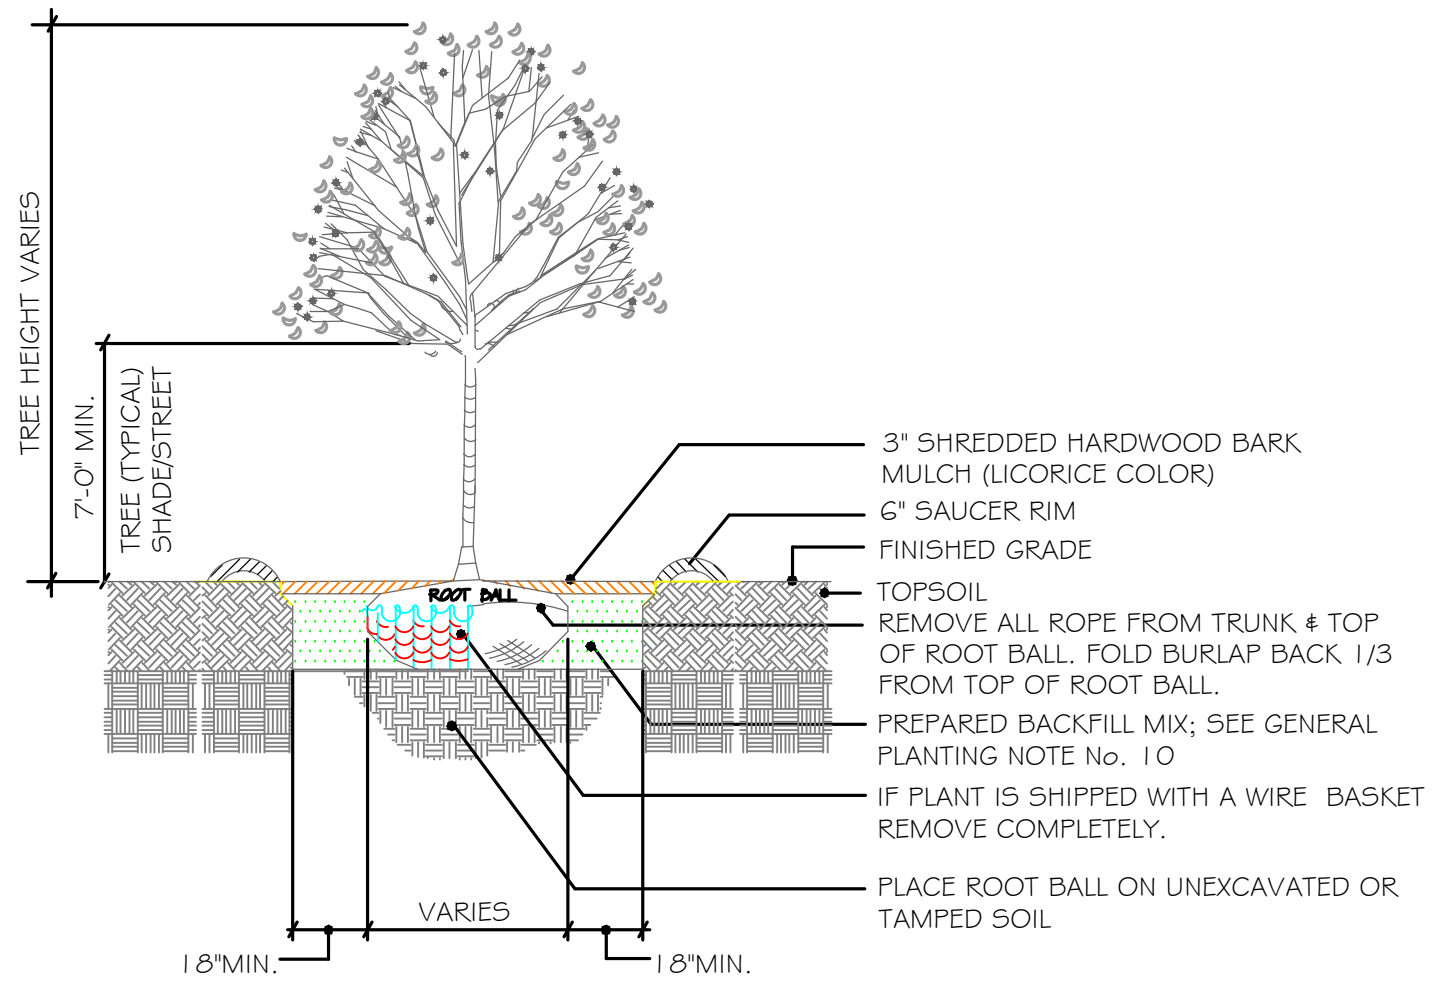 TREE HEIGHT VARIES
7'-0" MIN.
TREE (TYPICAL)
SHADE/STREET
3" SHREDDED HARDWOOD BARK
MULCH (LICORICE COLOR)
6" SAUCER RIM
FINISHED GRADE
TOPSOIL
ROOT BALL
REMOVE ALL ROPE FROM TRUNK & TOP
OF ROOT BALL. FOLD BURLAP BACK 1/3
FROM TOP OF ROOT BALL.
PREPARED BACKFILL MIX; SEE GENERAL
PLANTING NOTE No. 10
IF PLANT IS SHIPPED WITH A WIRE BASKET
REMOVE COMPLETELY.
PLACE ROOT BALL ON UNEXCAVATED OR
TAMPED SOIL
VARIES
18"MIN.
18"MIN.